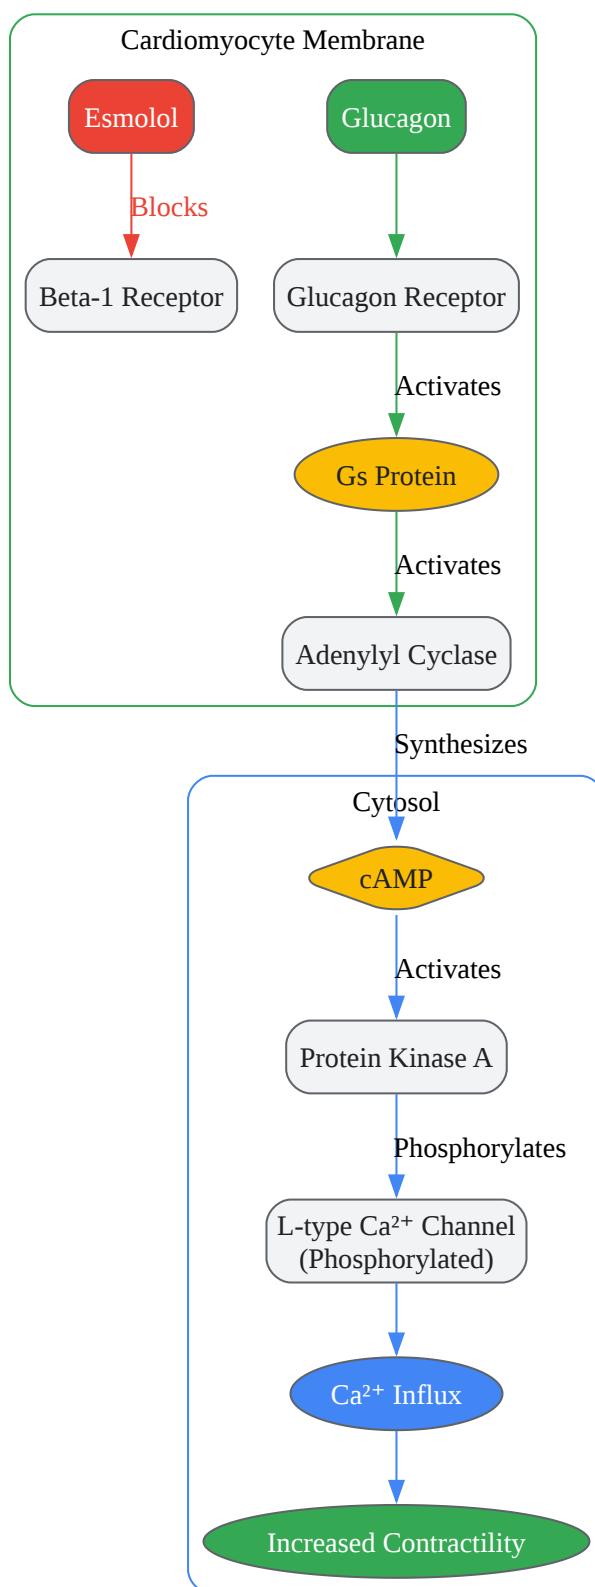 Cardiomyocyte Membrane
Esmolol
Glucagon
Blocks
Beta-1 Receptor
Glucagon Receptor
Activates
Gs Protein
Activates
Adenylyl Cyclase
Synthesizes
Cytosol
cAMP
Activates
Protein Kinase A
Phosphorylates
L-type Ca²⁺ Channel
(Phosphorylated)
Ca²⁺ Influx
Increased Contractility